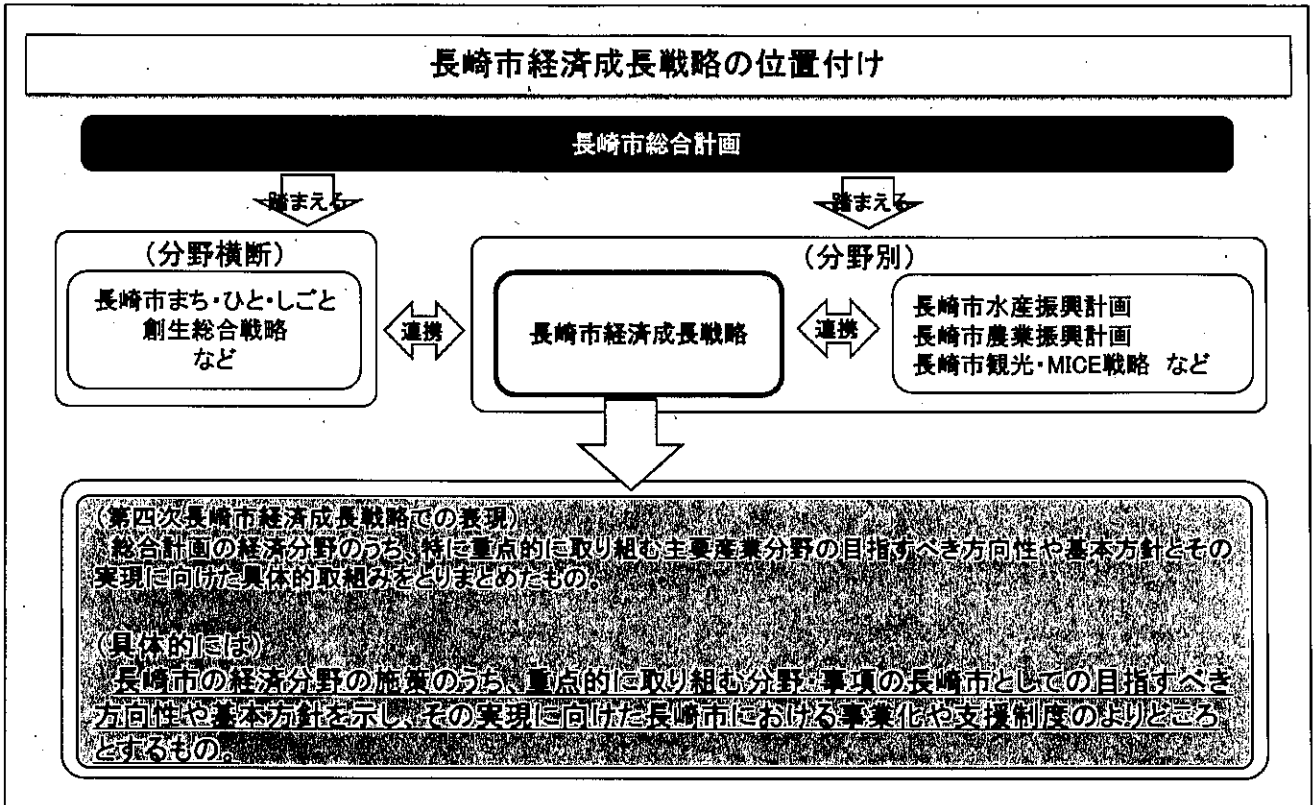 長崎市経済成長戦略の位置付け
長崎市総合計画
踏まえる
踏まえる
(分野横断)
長崎市まち・ひと・しごと
創生総合戦略
など
連携
(分野別)
長崎市経済成長戦略
連携
長崎市水産振興計画
長崎市農業振興計画
長崎市観光・MICE戦略 など
(第四次長崎市経済成長戦略での表現)
総合計画の経済分野のうち、特に重点的に取り組む主要産業分野の目指すべき方向性や基本方針とその
実現に向けた具体的取組みをとりまとめたもの。
(具体的には)
長崎市の経済分野の施策のうち、重点的に取り組む分野、事項の長崎市としての目指すべき
方向性や基本方針を示し、その実現に向けた長崎市における事業化や支援制度のよりどころ
とするもの。